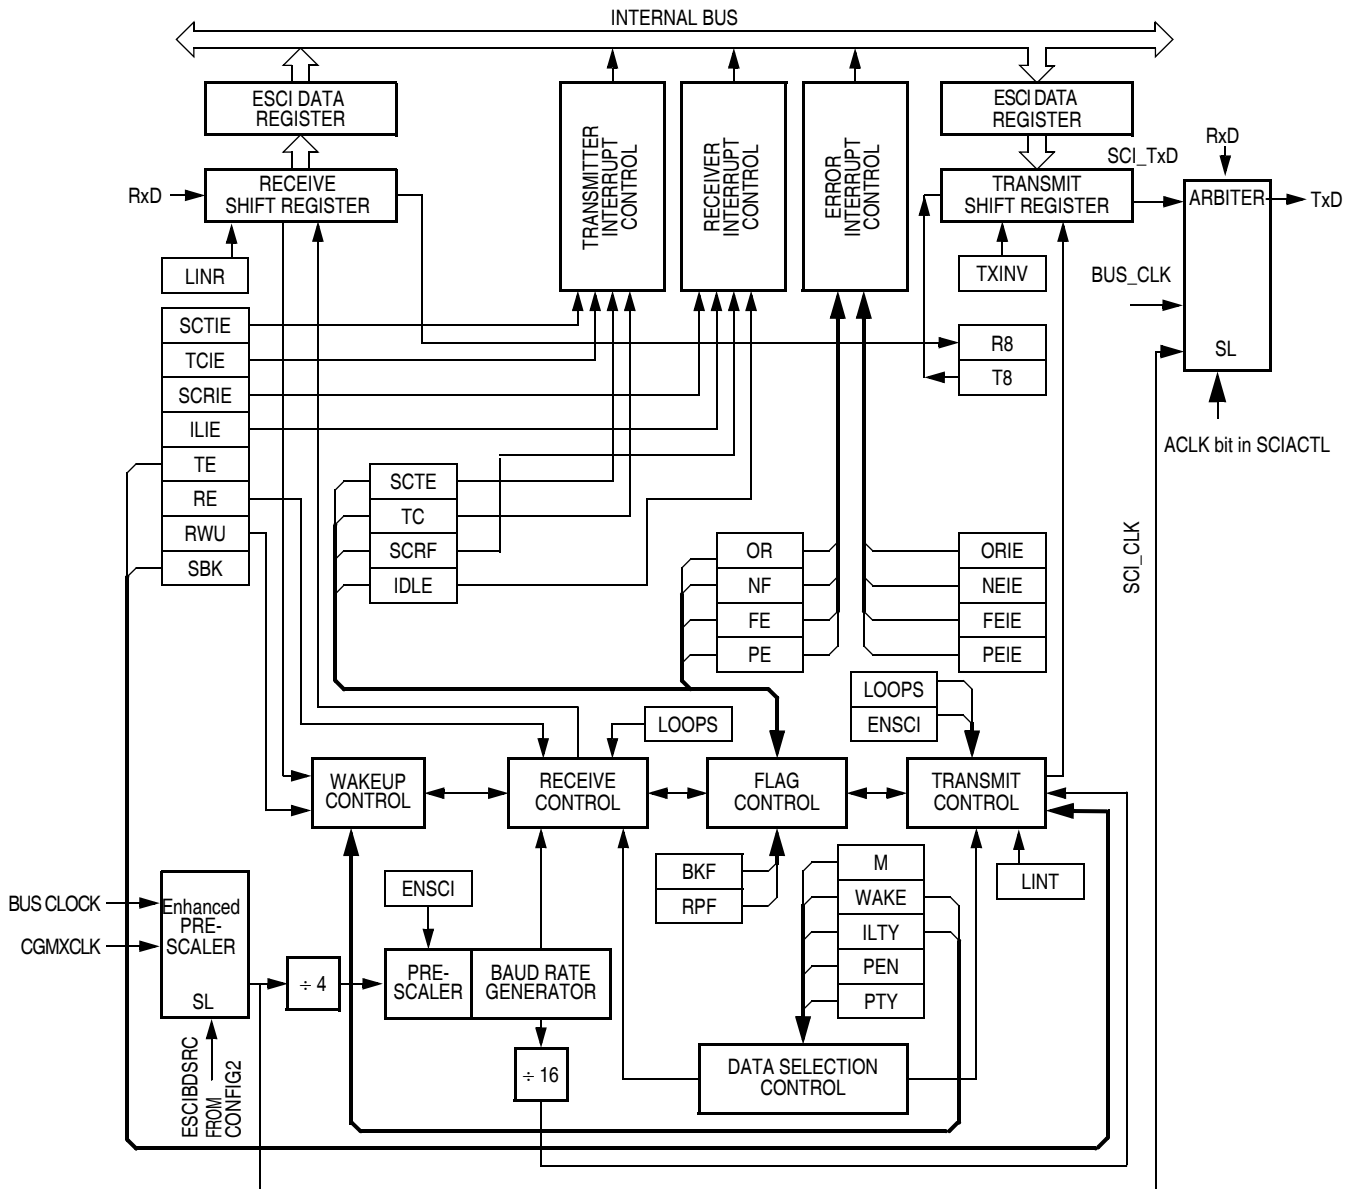 INTERNAL BUS
ESCI DATA
REGISTER
TRANSMITTER
INTERRUPT
CONTROL
RECEIVER
INTERRUPT
CONTROL
ERROR
INTERRUPT
CONTROL
ESCI DATA
REGISTER
RxD
RECEIVE
SHIFT REGISTER
TRANSMIT
SHIFT REGISTER
SCI_TxD
RxD
ARBITER
TxD
LINR
TXINV
BUS_CLK
SL
ACLK bit in SCIACTL
SCTIE
TCIE
SCRIE
ILIE
TE
RE
RWU
SBK
R8
T8
SCTE
TC
SCRF
IDLE
OR
NF
FE
PE
ORIE
NEIE
FEIE
PEIE
SCI_CLK
LOOPS
LOOPS
ENSCI
WAKEUP
CONTROL
RECEIVE
CONTROL
FLAG
CONTROL
TRANSMIT
CONTROL
BKF
RPF
M
WAKE
ILTY
PEN
PTY
LINT
BUS CLOCK
CGMXCLK
Enhanced
PRE-
SCALER
SL
ESCIBDSRC
FROM
CONFIG2
÷ 4
ENSCI
PRE-
SCALER
BAUD RATE
GENERATOR
÷ 16
DATA SELECTION
CONTROL